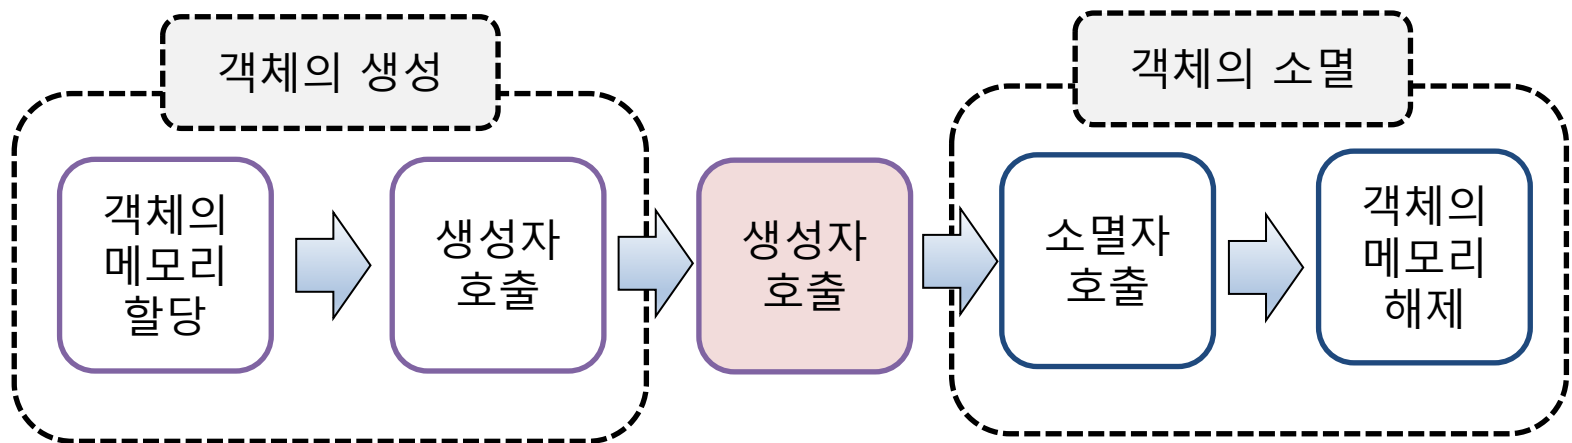 객체의 생성
객체의 소멸
객체의
메모리
할당
생성자
호출
생성자
호출
소멸자
호출
객체의
메모리
해제